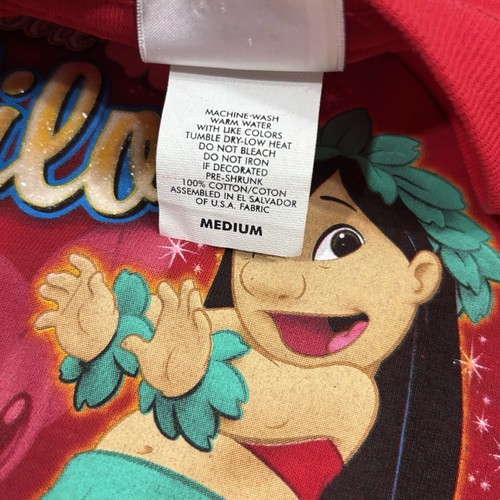 ilo
MACHINE-WASH
WARM WATER
WITH LIKE COLORS
TUMBLE DRY-LOW HEAT
DO NOT BLEACH
DO NOT IRON
IF DECORATED
PRE-SHRUNK
100% COTTON/COTON
ASSEMBLED IN EL SALVADOR
OF U.S.A. FABRIC
MEDIUM